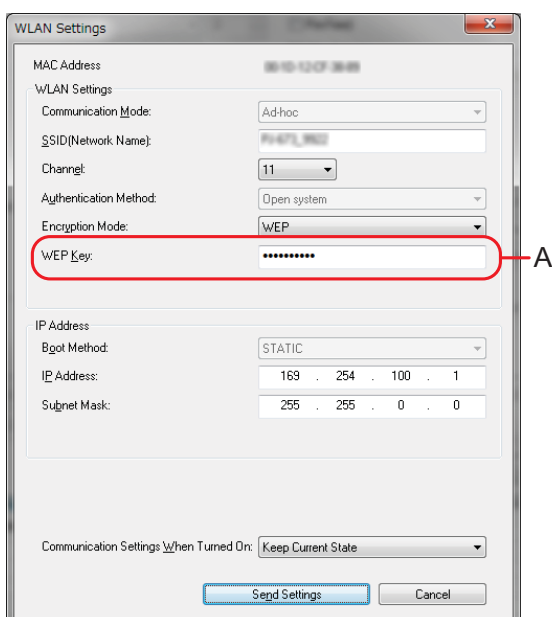 WLAN Settings
MAC Address
WLAN Settings
Communication Mode: Ad-hoc
SSID(Network Name):
Channel: 11
Authentication Method: Open system
Encryption Mode: WEP
WEP Key: ••••••••••
A
IP Address
Boot Method: STATIC
IP Address: 169 . 254 . 100 . 1
Subnet Mask: 255 . 255 . 0 . 0
Communication Settings When Turned On: Keep Current State
Send Settings Cancel